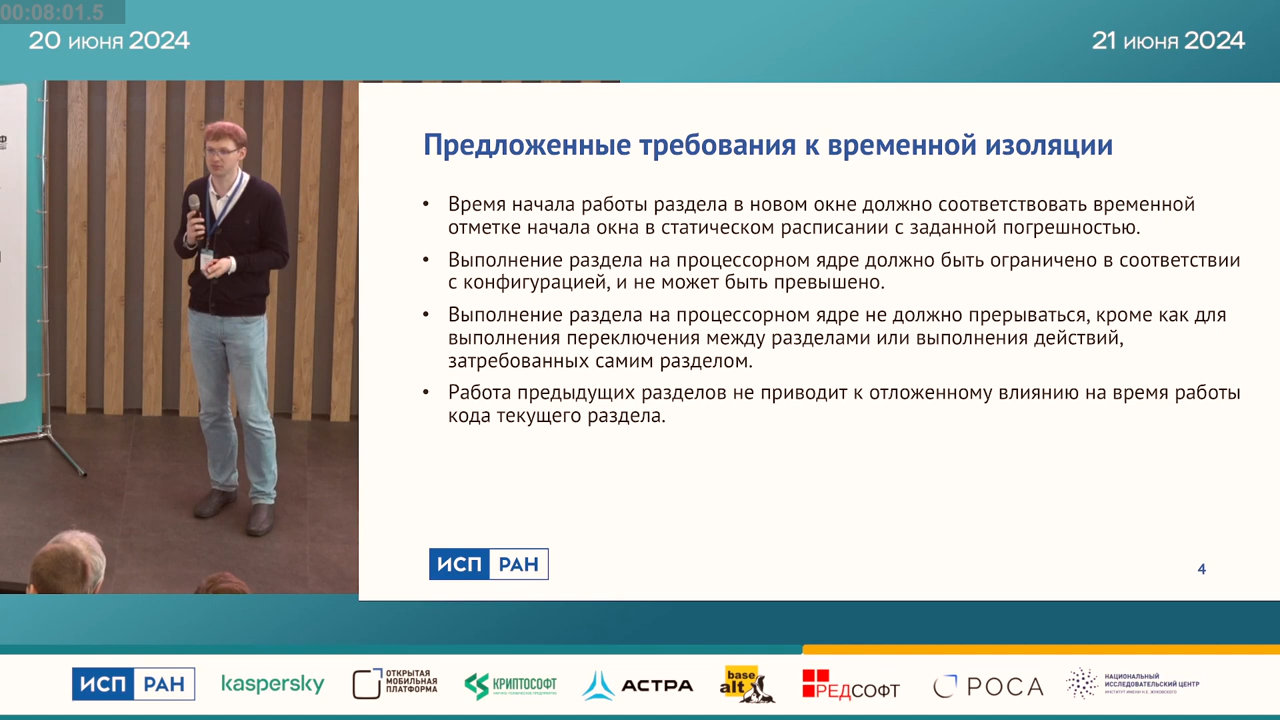 00:08:01.5
20 июня 2024
21 июня 2024
Предложенные требования к временной изоляции
• Время начала работы раздела в новом окне должно соответствовать временной
отметке начала окна в статическом расписании с заданной погрешностью.
• Выполнение раздела на процессорном ядре должно быть ограничено в соответствии
с конфигурацией, и не может быть превышено.
• Выполнение раздела на процессорном ядре не должно прерываться, кроме как для
выполнения переключения между разделами или выполнения действий,
затребованных самим разделом.
• Работа предыдущих разделов не приводит к отложенному влиянию на время работы
кода текущего раздела.
ИСП РАН
4
ИСП РАН
kaspersky
ОТКРЫТАЯ
МОБИЛЬНАЯ
ПЛАТФОРМА
КРИПТОСОФТ
АСТРА
base
alt
РЕДСОФТ
РОСА
НАЦИОНАЛЬНЫЙ
ИССЛЕДОВАТЕЛЬСКИЙ ЦЕНТР
ИНСТИТУТ ИМЕНИ Н.Е. ЖУКОВСКОГО